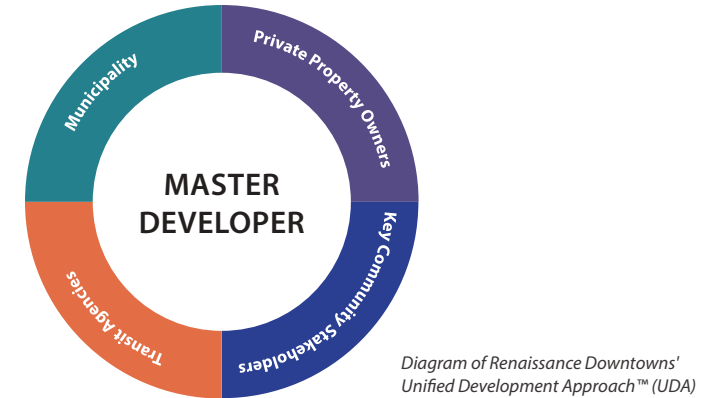 Municipality
Private Property Owners
MASTER
DEVELOPER
Transit Agencies
Key Community Stakeholders
Diagram of Renaissance Downtowns'
Unified Development Approach™ (UDA)